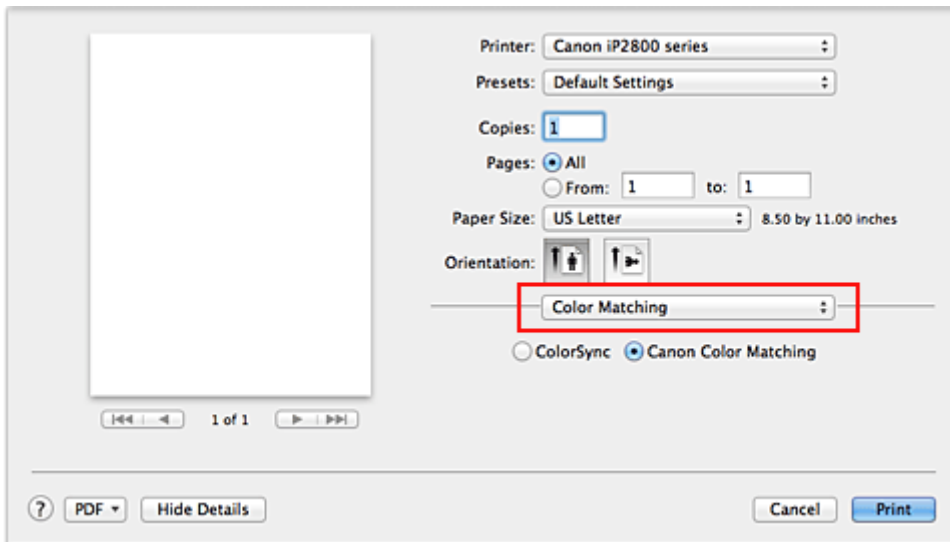 Printer: Canon iP2800 series
Presets: Default Settings
Copies: 1
Pages: All
From: 1 to: 1
Paper Size: US Letter 8.50 by 11.00 inches
Orientation:
Color Matching
ColorSync Canon Color Matching
1 of 1
? PDF Hide Details Cancel Print